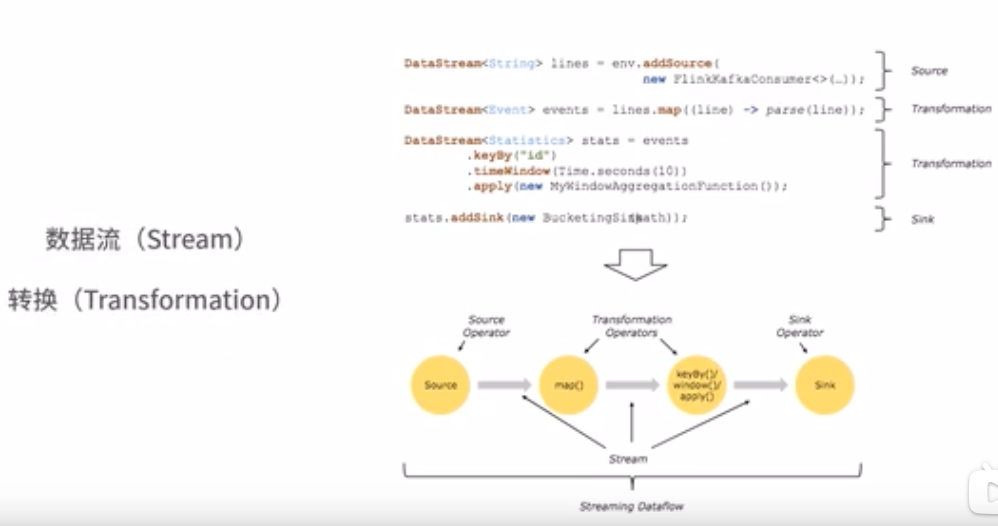 DataStream<String> lines = env.addSource(
new FlinkKafkaConsumer<>(…));
Source
DataStream<Event> events = lines.map((line) -> parse(line));
Transformation
DataStream<Statistics> stats = events
.keyBy("id")
.timeWindow(Time.seconds(10))
.apply(new MyWindowAggregationFunction());
Transformation
stats.addSink(new BucketingSink(path));
Sink
数据流（Stream）
转换（Transformation）
Source
Operator
Transformation
Operators
Sink
Operator
Source
map()
keyBy()/
window()/
apply()
Sink
Stream
Streaming Dataflow